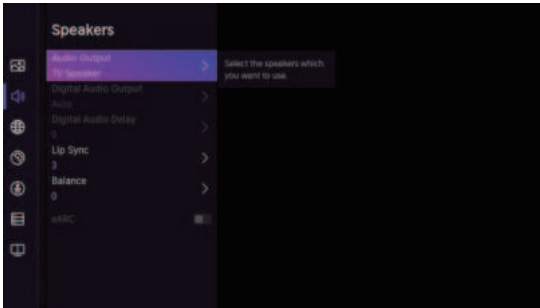 Speakers
Audio Output
TV Speaker
Select the speakers which
you want to use.
Digital Audio Output
Auto
Digital Audio Delay
0
Lip Sync
3
Balance
0
eARC